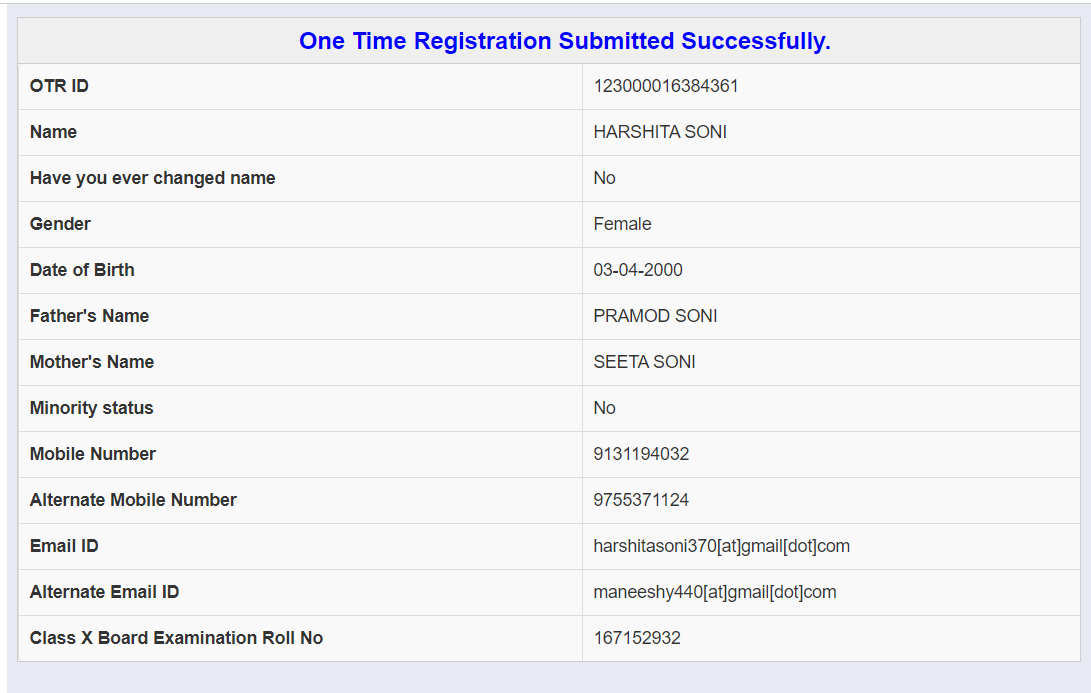 One Time Registration Submitted Successfully.
OTR ID 123000016384361
Name HARSHITA SONI
Have you ever changed name No
Gender Female
Date of Birth 03-04-2000
Father's Name PRAMOD SONI
Mother's Name SEETA SONI
Minority status No
Mobile Number 9131194032
Alternate Mobile Number 9755371124
Email ID harshitasoni370[at]gmail[dot]com
Alternate Email ID maneeshy440[at]gmail[dot]com
Class X Board Examination Roll No 167152932